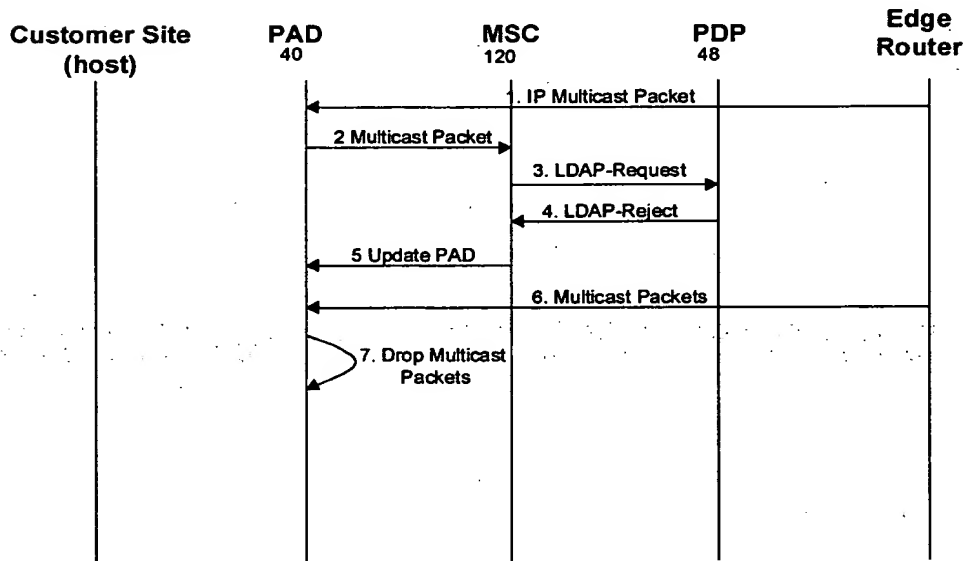 Customer Site
(host)
PAD
40
MSC
120
PDP
48
Edge
Router
1. IP Multicast Packet
2 Multicast Packet
3. LDAP-Request
4. LDAP-Reject
5 Update PAD
6. Multicast Packets
7. Drop Multicast
Packets